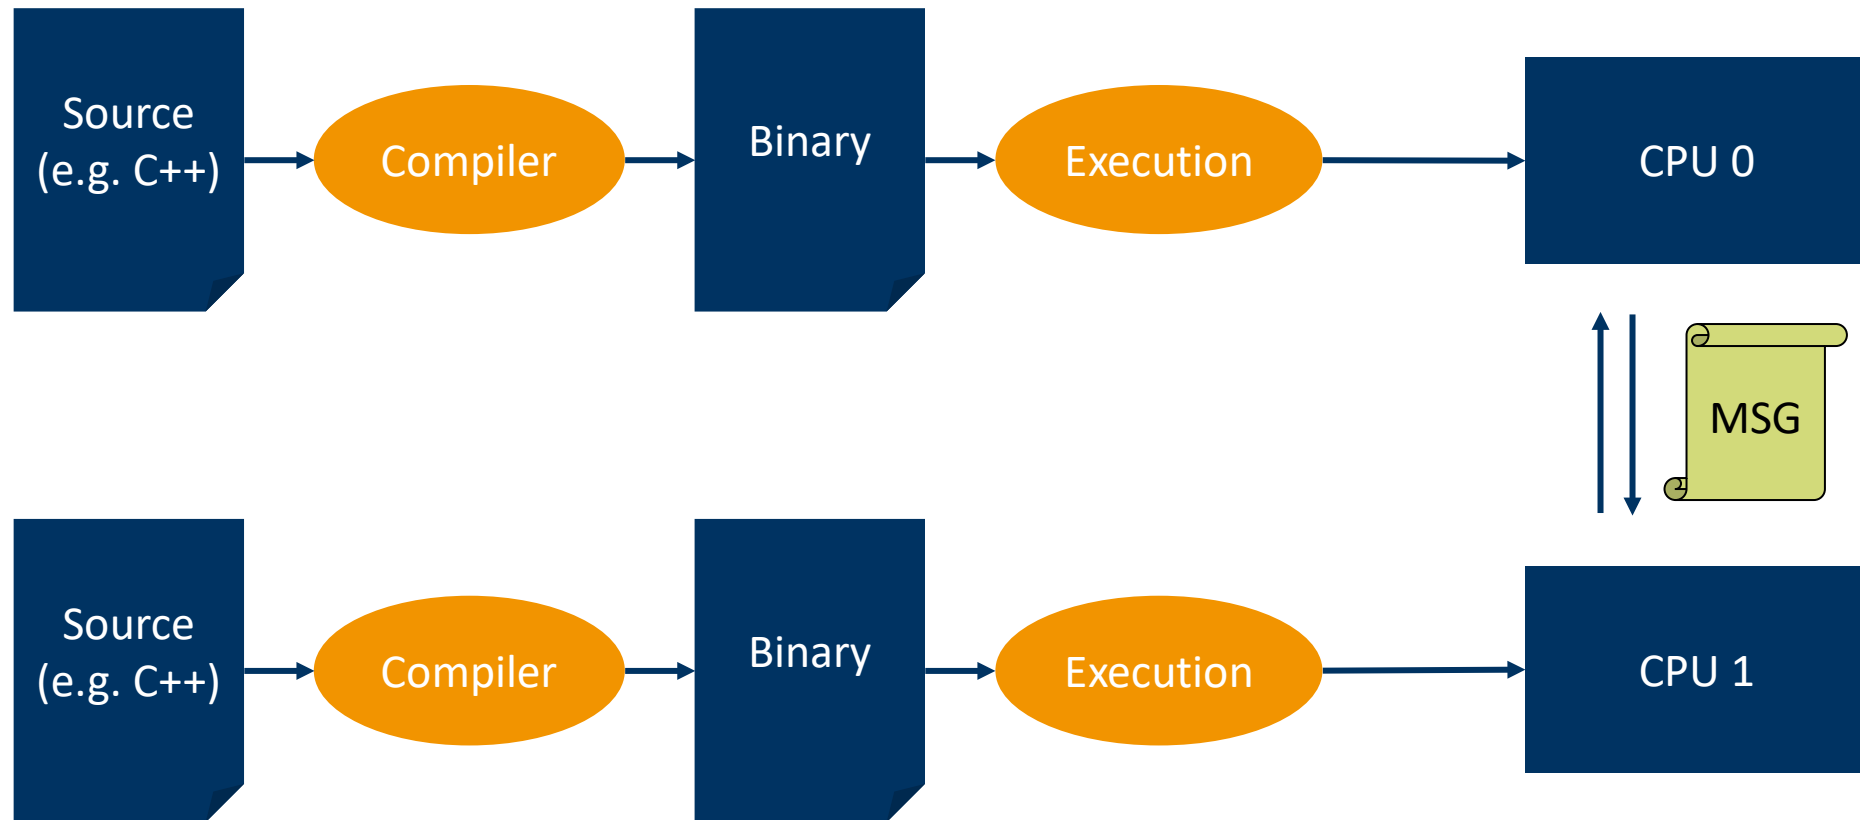 Source
(e.g. C++)
Compiler
Binary
Execution
CPU 0
MSG
Source
(e.g. C++)
Compiler
Binary
Execution
CPU 1